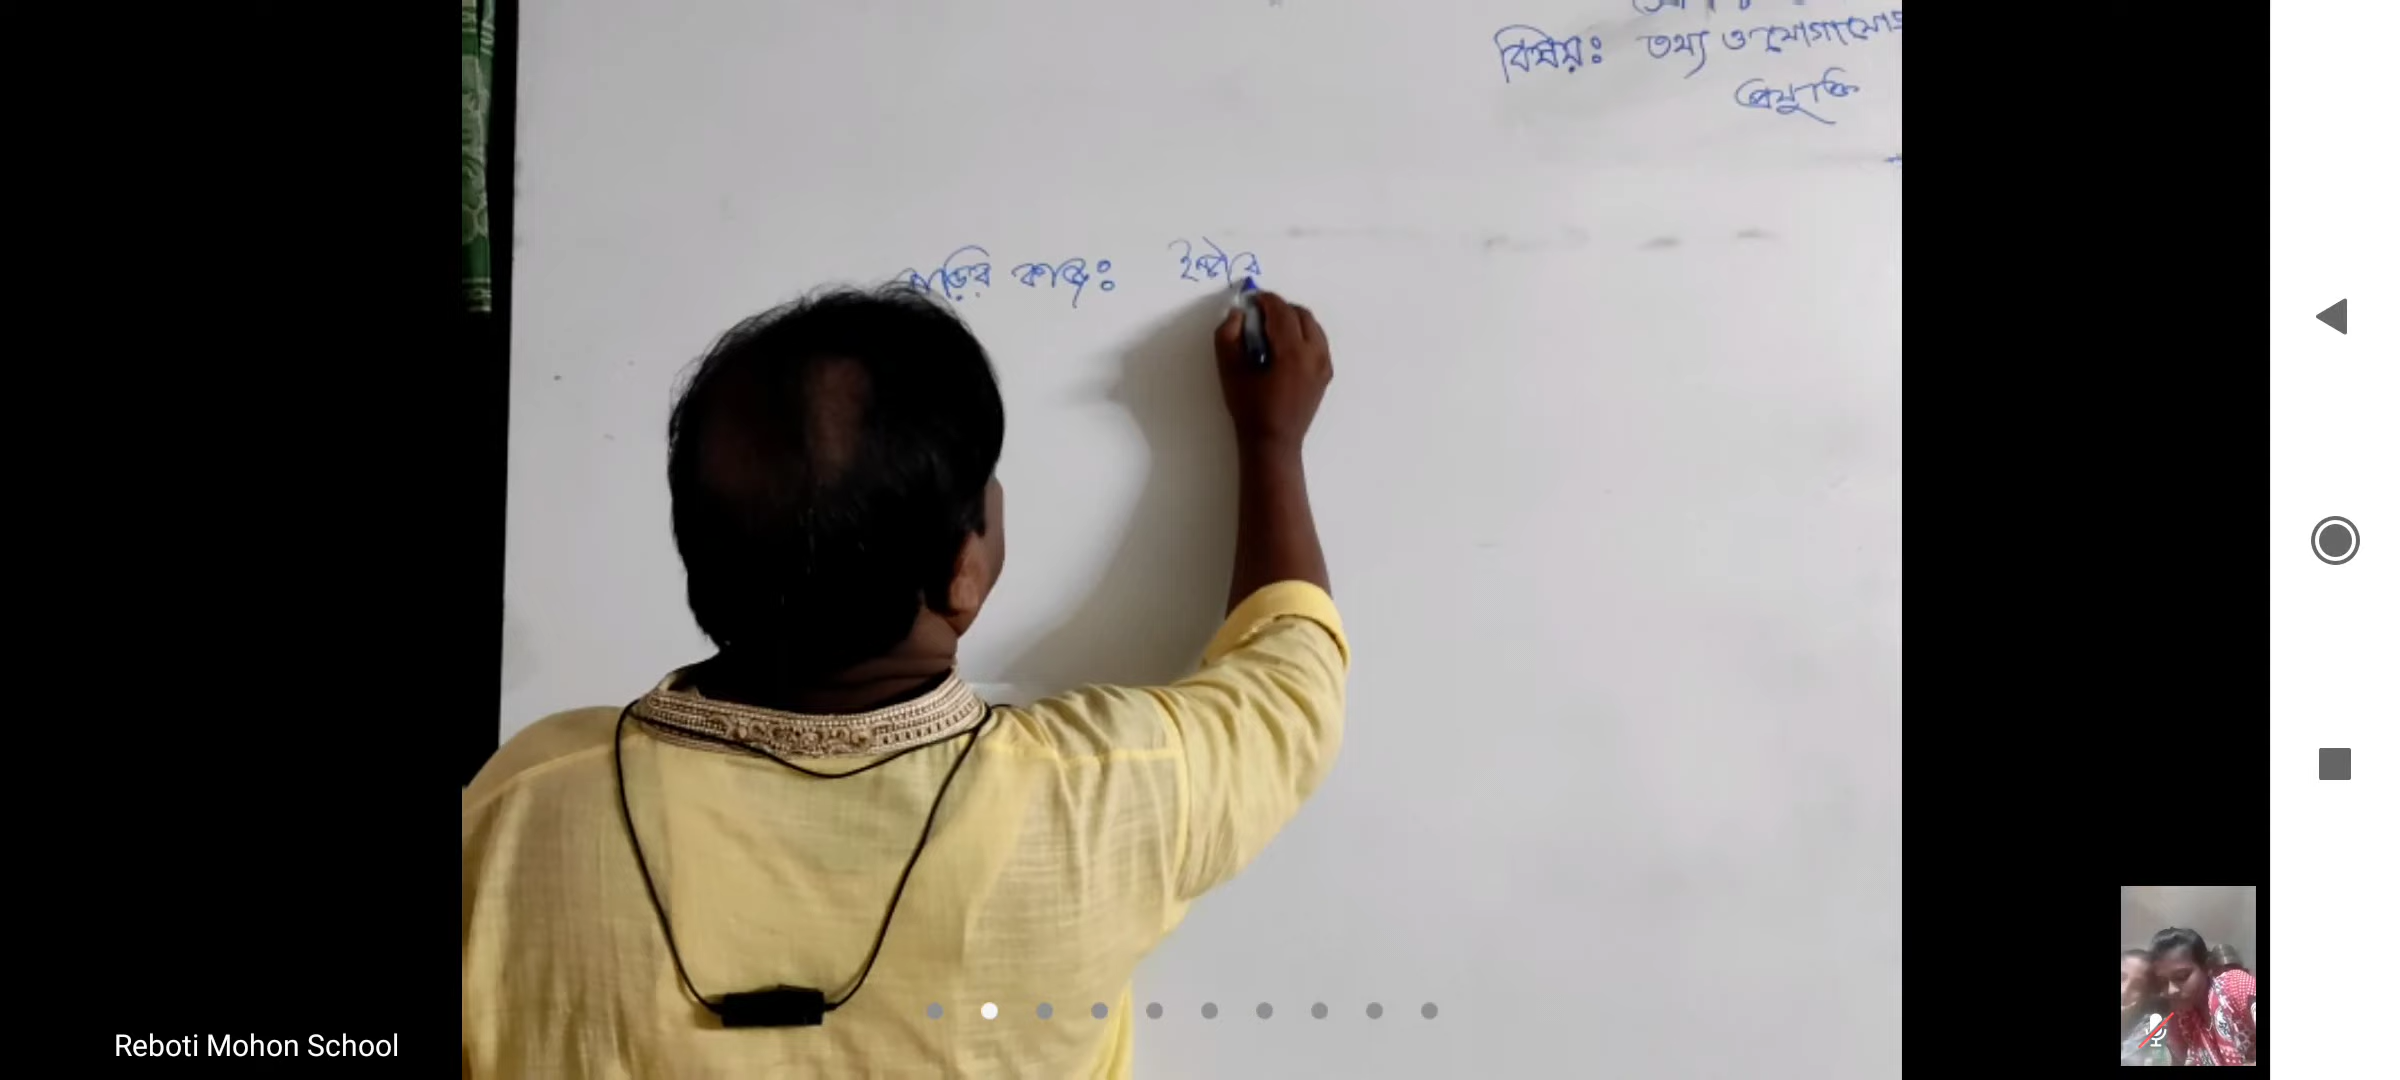 বিষয়ঃ তথ্য ও যোগাযোগ
প্রযুক্তি
বাড়ির কাজঃ ইন্টার
Reboti Mohon School